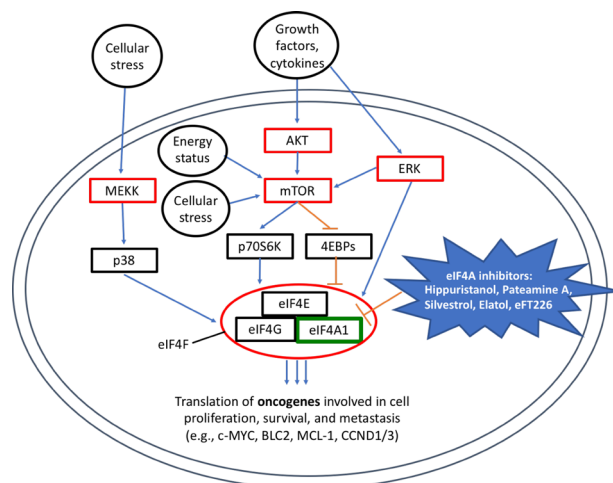 Cellular
stress
Growth
factors,
cytokines
Energy
status
AKT
ERK
MEKK
Cellular
stress
mTOR
p38
p70S6K
4EBPs
eIF4A inhibitors:
Hippuristanol, Pateamine A,
Silvestrol, Elatol, eFT226
eIF4E
eIF4G
eIF4A1
eIF4F
Translation of oncogenes involved in cell
proliferation, survival, and metastasis
(e.g., c-MYC, BLC2, MCL-1, CCND1/3)